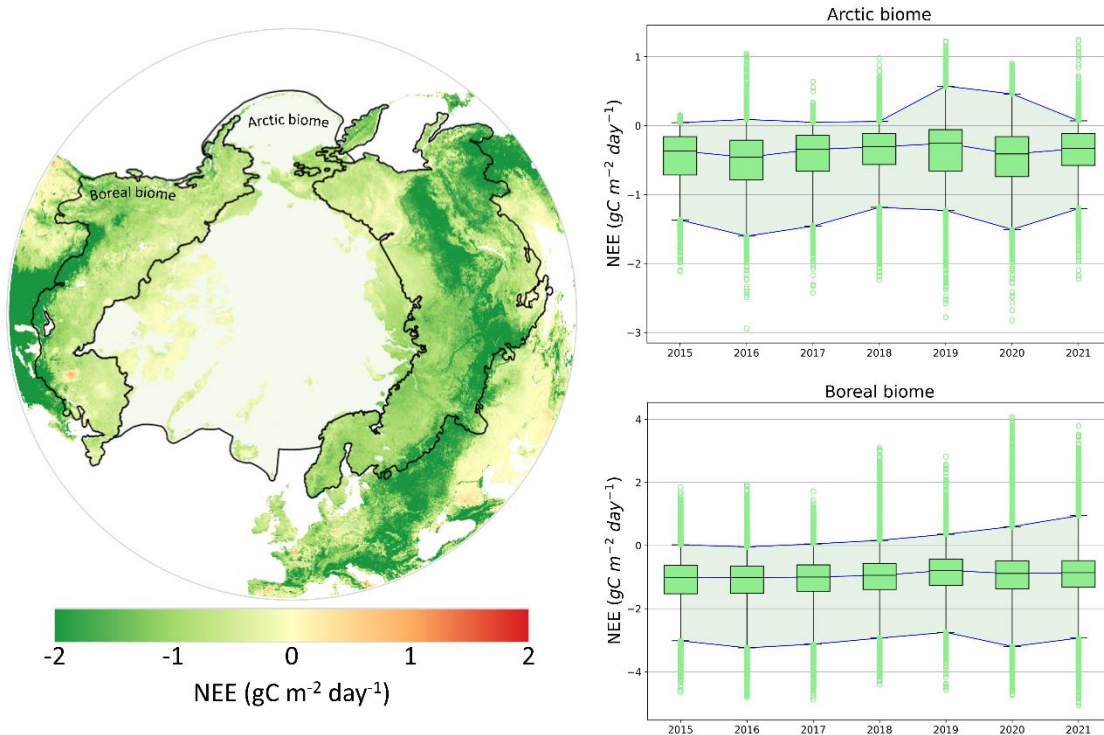 Arctic biome
Boreal biome
-2 -1 0 1 2
NEE (gC m⁻² day⁻¹)
Arctic biome
NEE (gC m⁻² day⁻¹)
1
0
−1
−2
−3
2015 2016 2017 2018 2019 2020 2021
Boreal biome
NEE (gC m⁻² day⁻¹)
4
2
0
−2
−4
2015 2016 2017 2018 2019 2020 2021